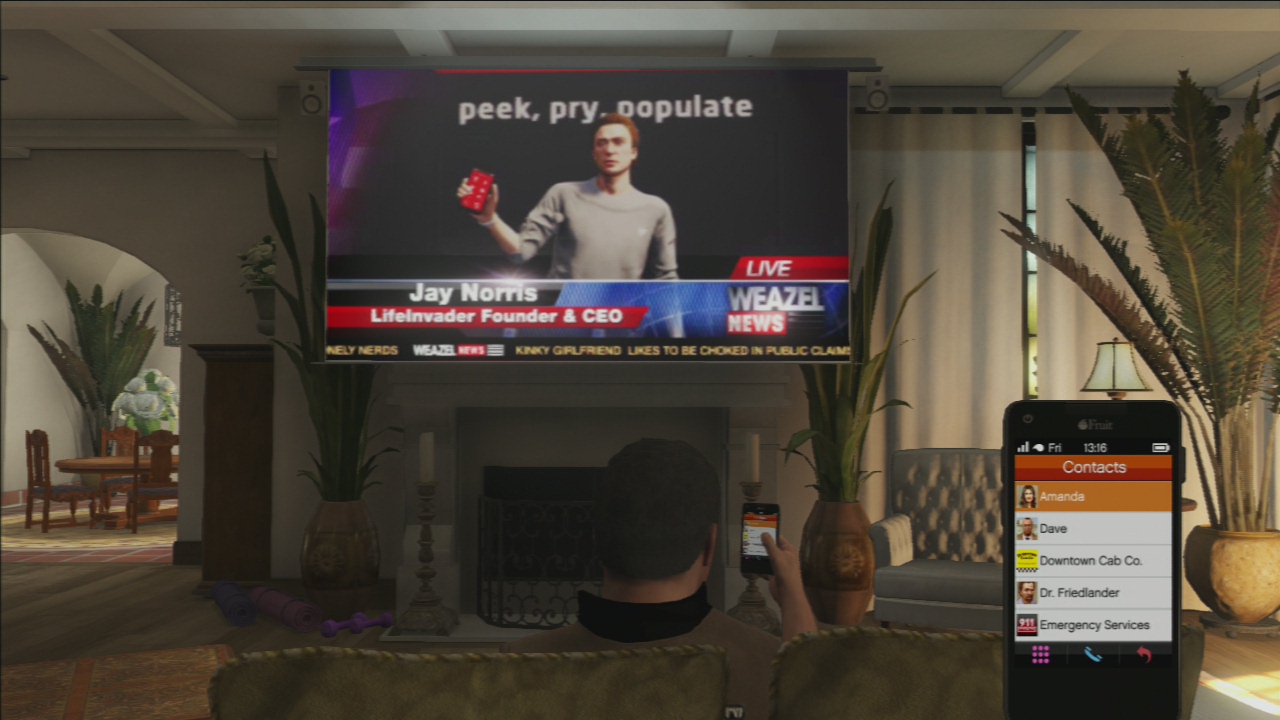 peek, pry, populate
LIVE
Jay Norris
LifeInvader Founder & CEO
WEAZEL
NEWS
NELY NERDS WEAZEL NEWS KINKY GIRLFRIEND LIKES TO BE CHOKED IN PUBLIC CLAIMS
Fruit
Fri 13:16
Contacts
Amanda
Dave
Downtown Cab Co.
Dr. Friedlander
911
Emergency Services